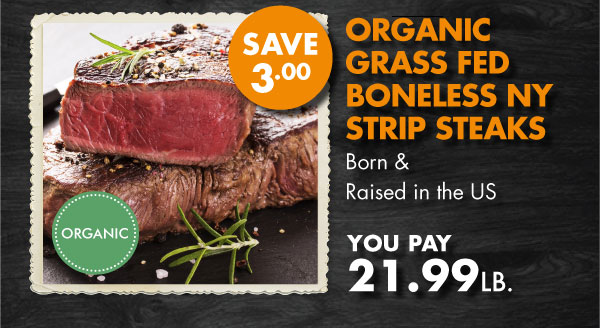 SAVE
3.00
ORGANIC
ORGANIC
GRASS FED
BONELESS NY
STRIP STEAKS
Born &
Raised in the US
YOU PAY
21.99LB.